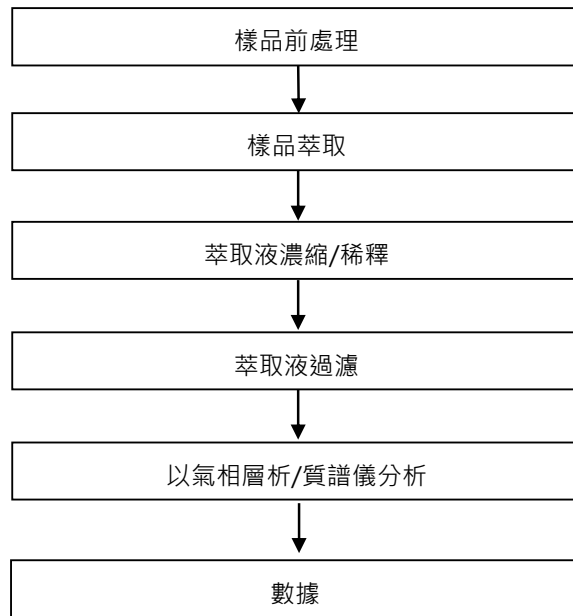 樣品前處理
樣品萃取
萃取液濃縮/稀釋
萃取液過濾
以氣相層析/質譜儀分析
數據